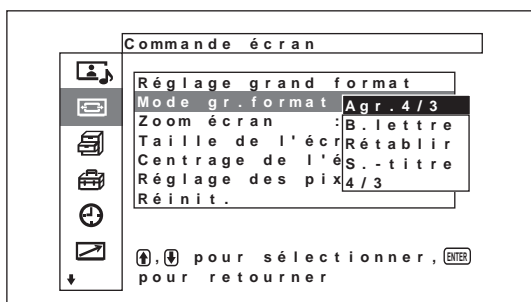 Commande écran
Réglage grand format
Mode gr.format
Agr.4/3
Zoom écran :
B.lettre
Taille de l'écr
Rétablir
Centrage de l'é
S.-titre
Réglage des pix
4/3
Réinit.
, pour sélectionner, ENTER
pour retourner